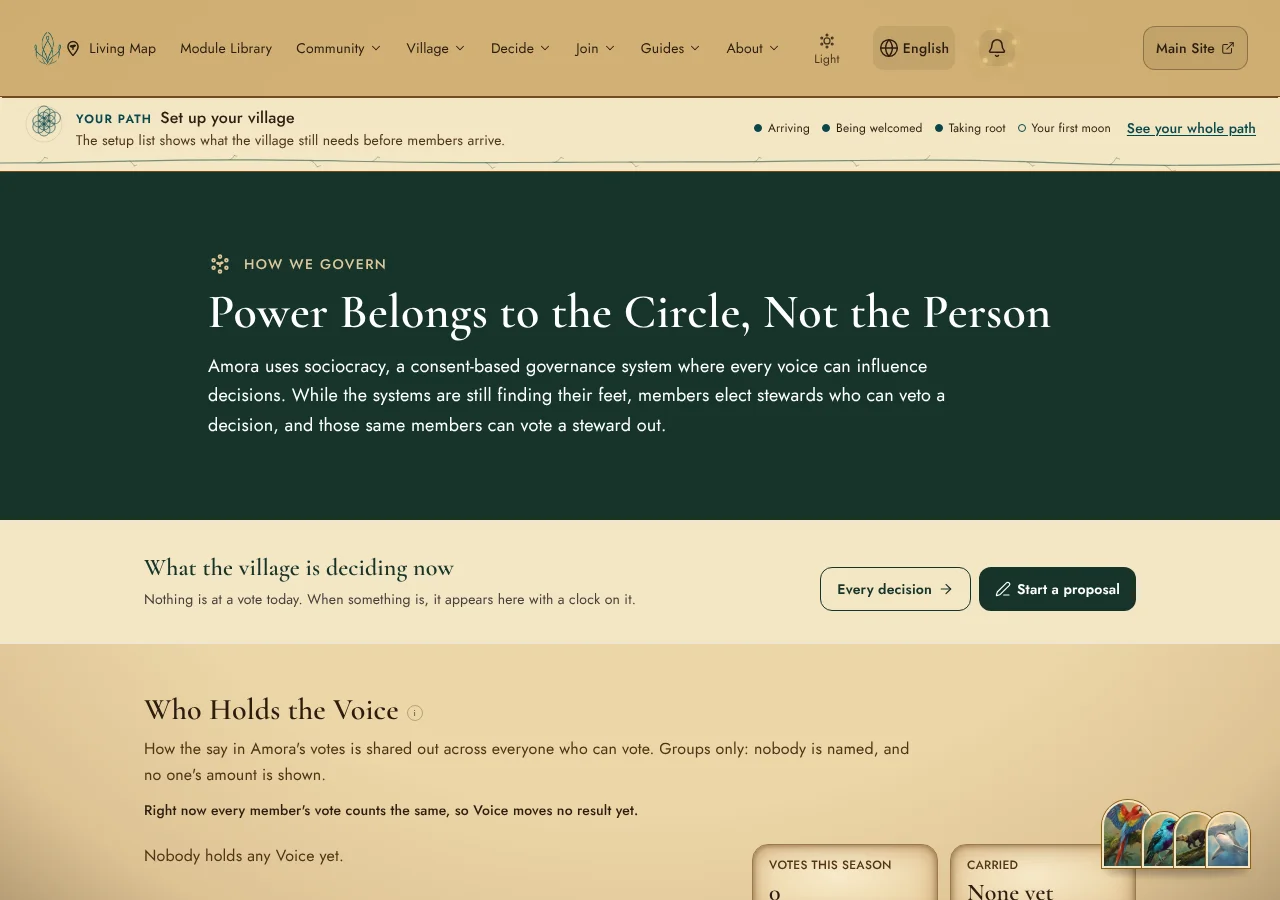 Living Map
Module Library
Community
Village
Decide
Join
Guides
About
Light
English
Main Site
YOUR PATH Set up your village
The setup list shows what the village still needs before members arrive.
Arriving
Being welcomed
Taking root
Your first moon
See your whole path
HOW WE GOVERN
Power Belongs to the Circle, Not the Person
Amora uses sociocracy, a consent-based governance system where every voice can influence
decisions. While the systems are still finding their feet, members elect stewards who can veto a
decision, and those same members can vote a steward out.
What the village is deciding now
Nothing is at a vote today. When something is, it appears here with a clock on it.
Every decision
Start a proposal
Who Holds the Voice
How the say in Amora's votes is shared out across everyone who can vote. Groups only: nobody is named, and
no one's amount is shown.
Right now every member's vote counts the same, so Voice moves no result yet.
Nobody holds any Voice yet.
VOTES THIS SEASON
0
CARRIED
None yet